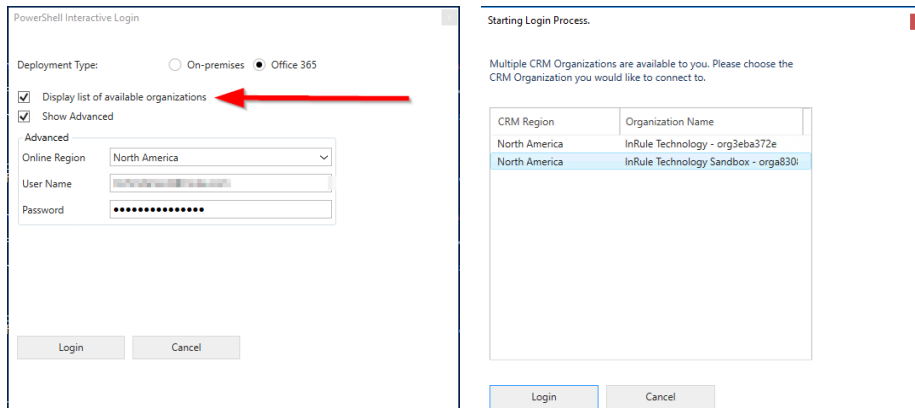 PowerShell Interactive Login
Deployment Type:
On-premises
Office 365
Display list of available organizations
Show Advanced
Advanced
Online Region
North America
User Name
Password
Login
Cancel
Starting Login Process.
Multiple CRM Organizations are available to you. Please choose the
CRM Organization you would like to connect to.
CRM Region
Organization Name
North America
InRule Technology - org3eba372e
North America
InRule Technology Sandbox - orga830
Login
Cancel